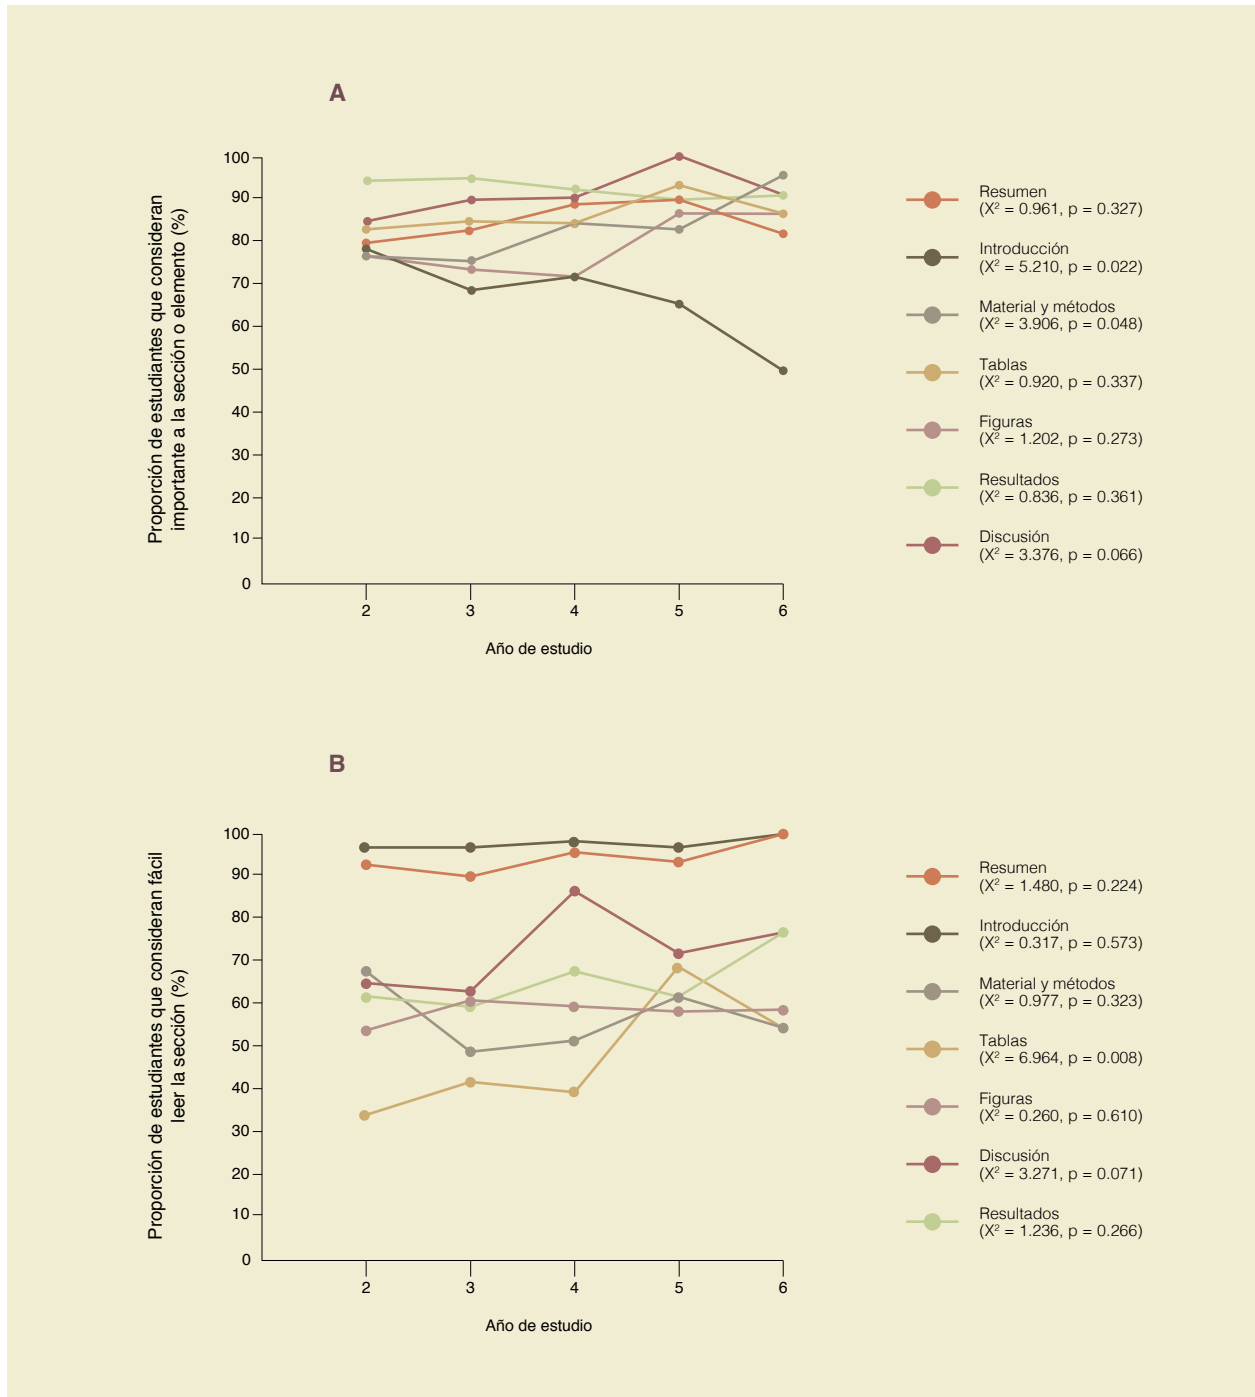 A
Proporción de estudiantes que consideran
importante a la sección o elemento (%)
100
90
80
70
60
50
40
30
20
10
0
2 3 4 5 6
Año de estudio
Resumen
(X² = 0.961, p = 0.327)
Introducción
(X² = 5.210, p = 0.022)
Material y métodos
(X² = 3.906, p = 0.048)
Tablas
(X² = 0.920, p = 0.337)
Figuras
(X² = 1.202, p = 0.273)
Resultados
(X² = 0.836, p = 0.361)
Discusión
(X² = 3.376, p = 0.066)
B
Proporción de estudiantes que consideran fácil
leer la sección (%)
100
90
80
70
60
50
40
30
20
10
0
2 3 4 5 6
Año de estudio
Resumen
(X² = 1.480, p = 0.224)
Introducción
(X² = 0.317, p = 0.573)
Material y métodos
(X² = 0.977, p = 0.323)
Tablas
(X² = 6.964, p = 0.008)
Figuras
(X² = 0.260, p = 0.610)
Discusión
(X² = 3.271, p = 0.071)
Resultados
(X² = 1.236, p = 0.266)